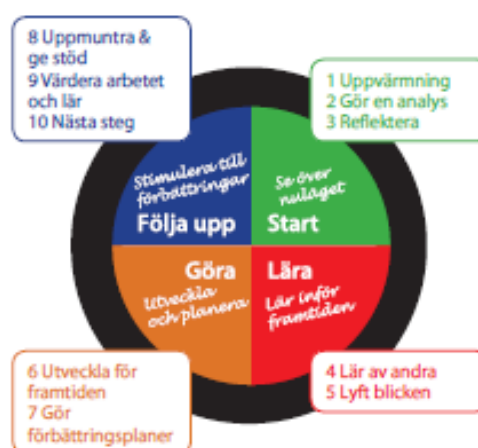 8 Uppmuntra &
ge stöd
9 Värdera arbetet
och lär
10 Nästa steg
1 Uppvärmning
2 Gör en analys
3 Reflektera
Stimulera till
förbättringar
Följa upp
Se över
nuläget
Start
Göra
Utveckla
och planera
Lära
Lär inför
framtiden
6 Utveckla för
framtiden
7 Gör
förbättringsplaner
4 Lär av andra
5 Lyft blicken